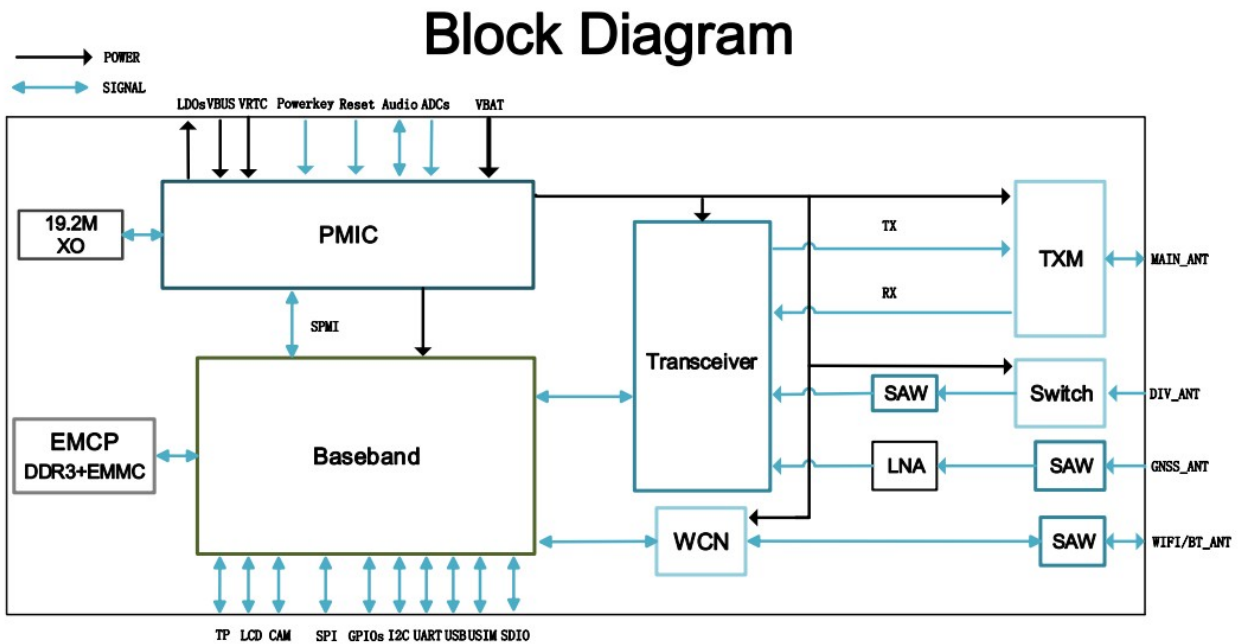 Block Diagram
POWER
SIGNAL
LDOs VBUS VRTC Powerkey Reset Audio ADCs VBAT
19.2M
XO
PMIC
TX
TXM
MAIN_ANT
RX
SPMI
Transceiver
SAW
Switch
DIV_ANT
EMCP
DDR3+EMMC
Baseband
LNA
SAW
GNSS_ANT
WCN
SAW
WIFI/BT_ANT
TP LCD CAM SPI GPIOs I2C UART USB USIM SDIO